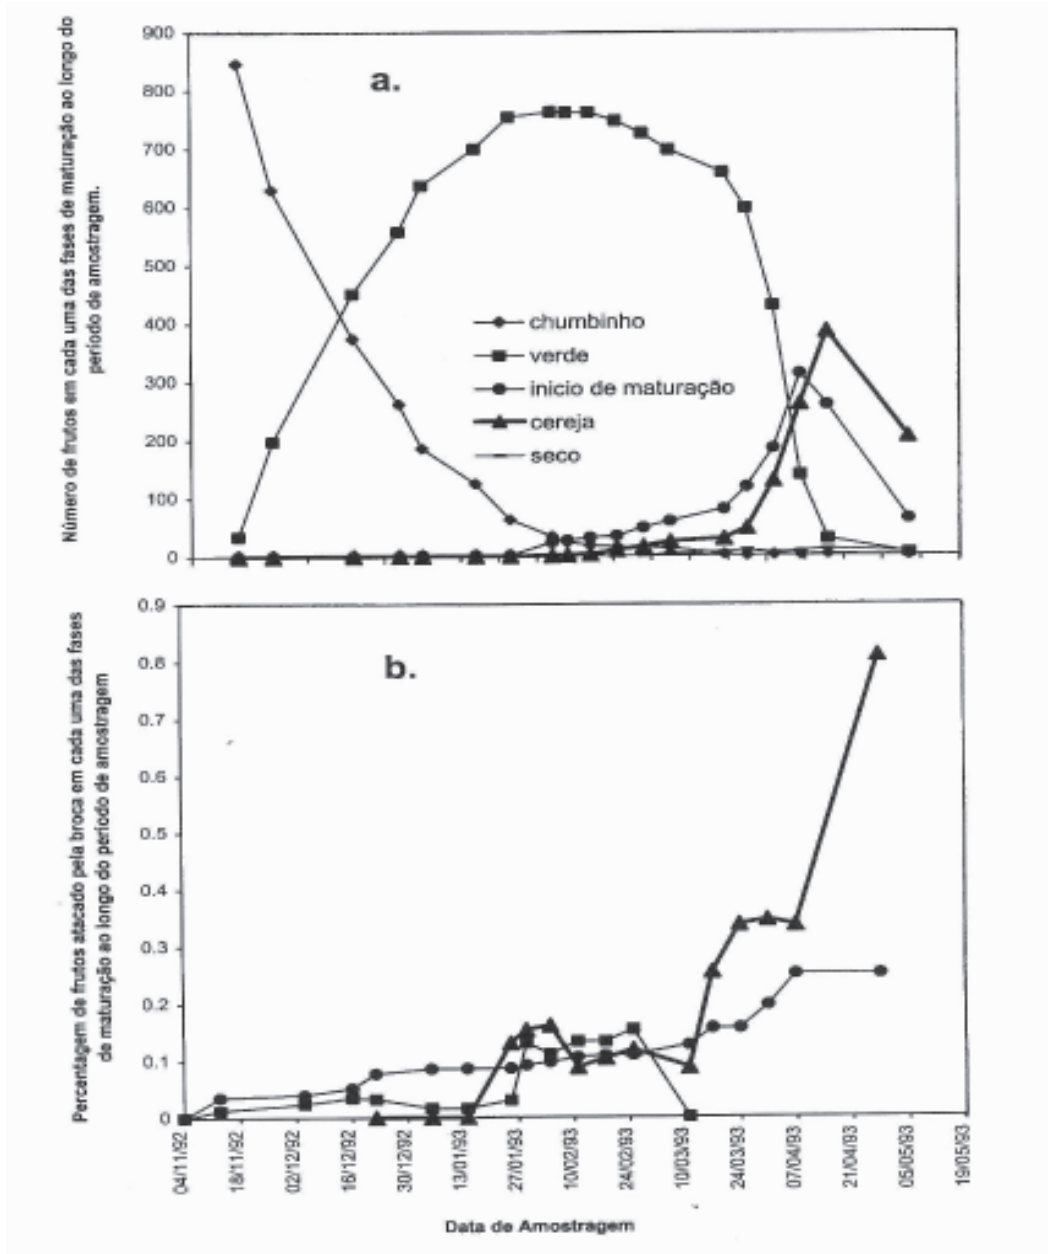 Número de frutos em cada uma das fases de maturação ao longo do
período de amostragem.
900
800
700
600
500
400
300
200
100
0
a.
chumbinho
verde
inicio de maturação
cereja
seco
Percentagem de frutos atacado pela broca em cada uma das fases
de maturação ao longo do período de amostragem
0.9
0.8
0.7
0.6
0.5
0.4
0.3
0.2
0.1
0
b.
04/11/92
18/11/92
02/12/92
16/12/92
30/12/92
13/01/93
27/01/93
10/02/93
24/02/93
10/03/93
24/03/93
07/04/93
21/04/93
05/05/93
19/05/93
Data de Amostragem